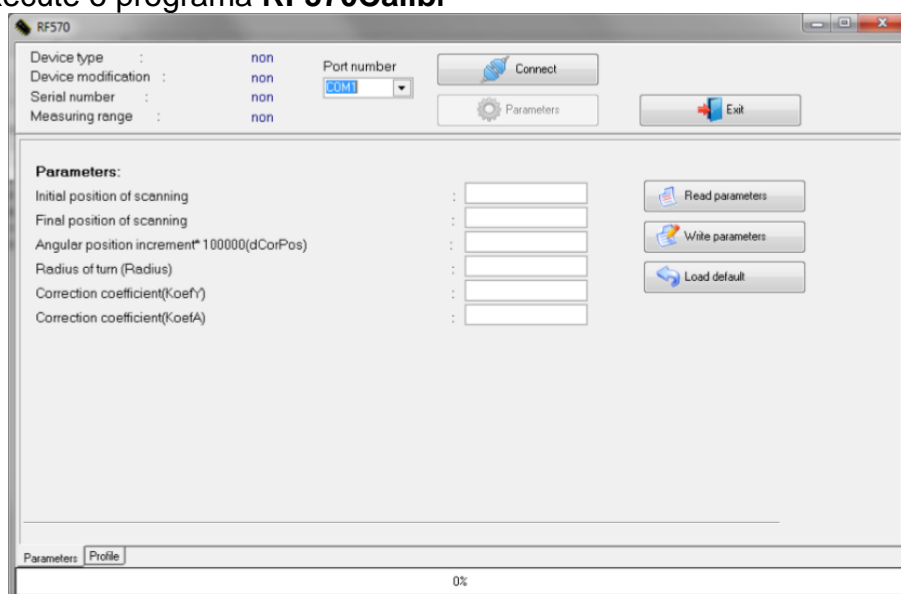 o programa RF570Calibr
RF570
Device type : non
Device modification : non
Serial number : non
Measuring range : non
Port number
COM1
Connect
Parameters
Exit
Parameters:
Initial position of scanning :
Final position of scanning :
Angular position increment*100000(dCorPos) :
Radius of turn (Radius) :
Correction coefficient(KoefY) :
Correction coefficient(KoefA) :
Read parameters
Write parameters
Load default
Parameters Profile
0%